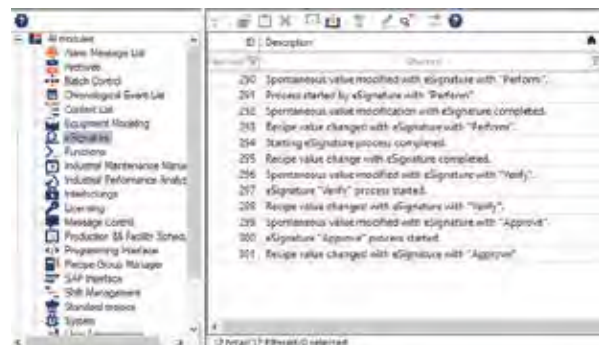 All modules
Alarm Message List
Archives
Batch Control
Chronological Event List
Context List
Equipment Modeling
eSignature
Functions
Industrial Maintenance Manag
Industrial Performance Analyz
Interlockings
Licensing
Message Control
Production && Facility Schedu
Programming Interface
Recipe Group Manager
SAP Interface
Shift Management
Standard project
System
ID Description
290 Spontaneous value modified with eSignature with "Perform".
291 Process started by eSignature with "Perform"
292 Spontaneous value modification with eSignature completed.
293 Recipe value changed with eSignature with "Perform".
294 Starting eSignature process completed.
295 Recipe value change with eSignature completed.
296 Spontaneous value modified with eSignature with "Verify".
297 eSignature "Verify" process started.
298 Recipe value changed with eSignature with "Verify".
299 Spontaneous value modified with eSignature with "Approve".
300 eSignature "Approve" process started.
301 Recipe value changed with eSignature with "Approve"